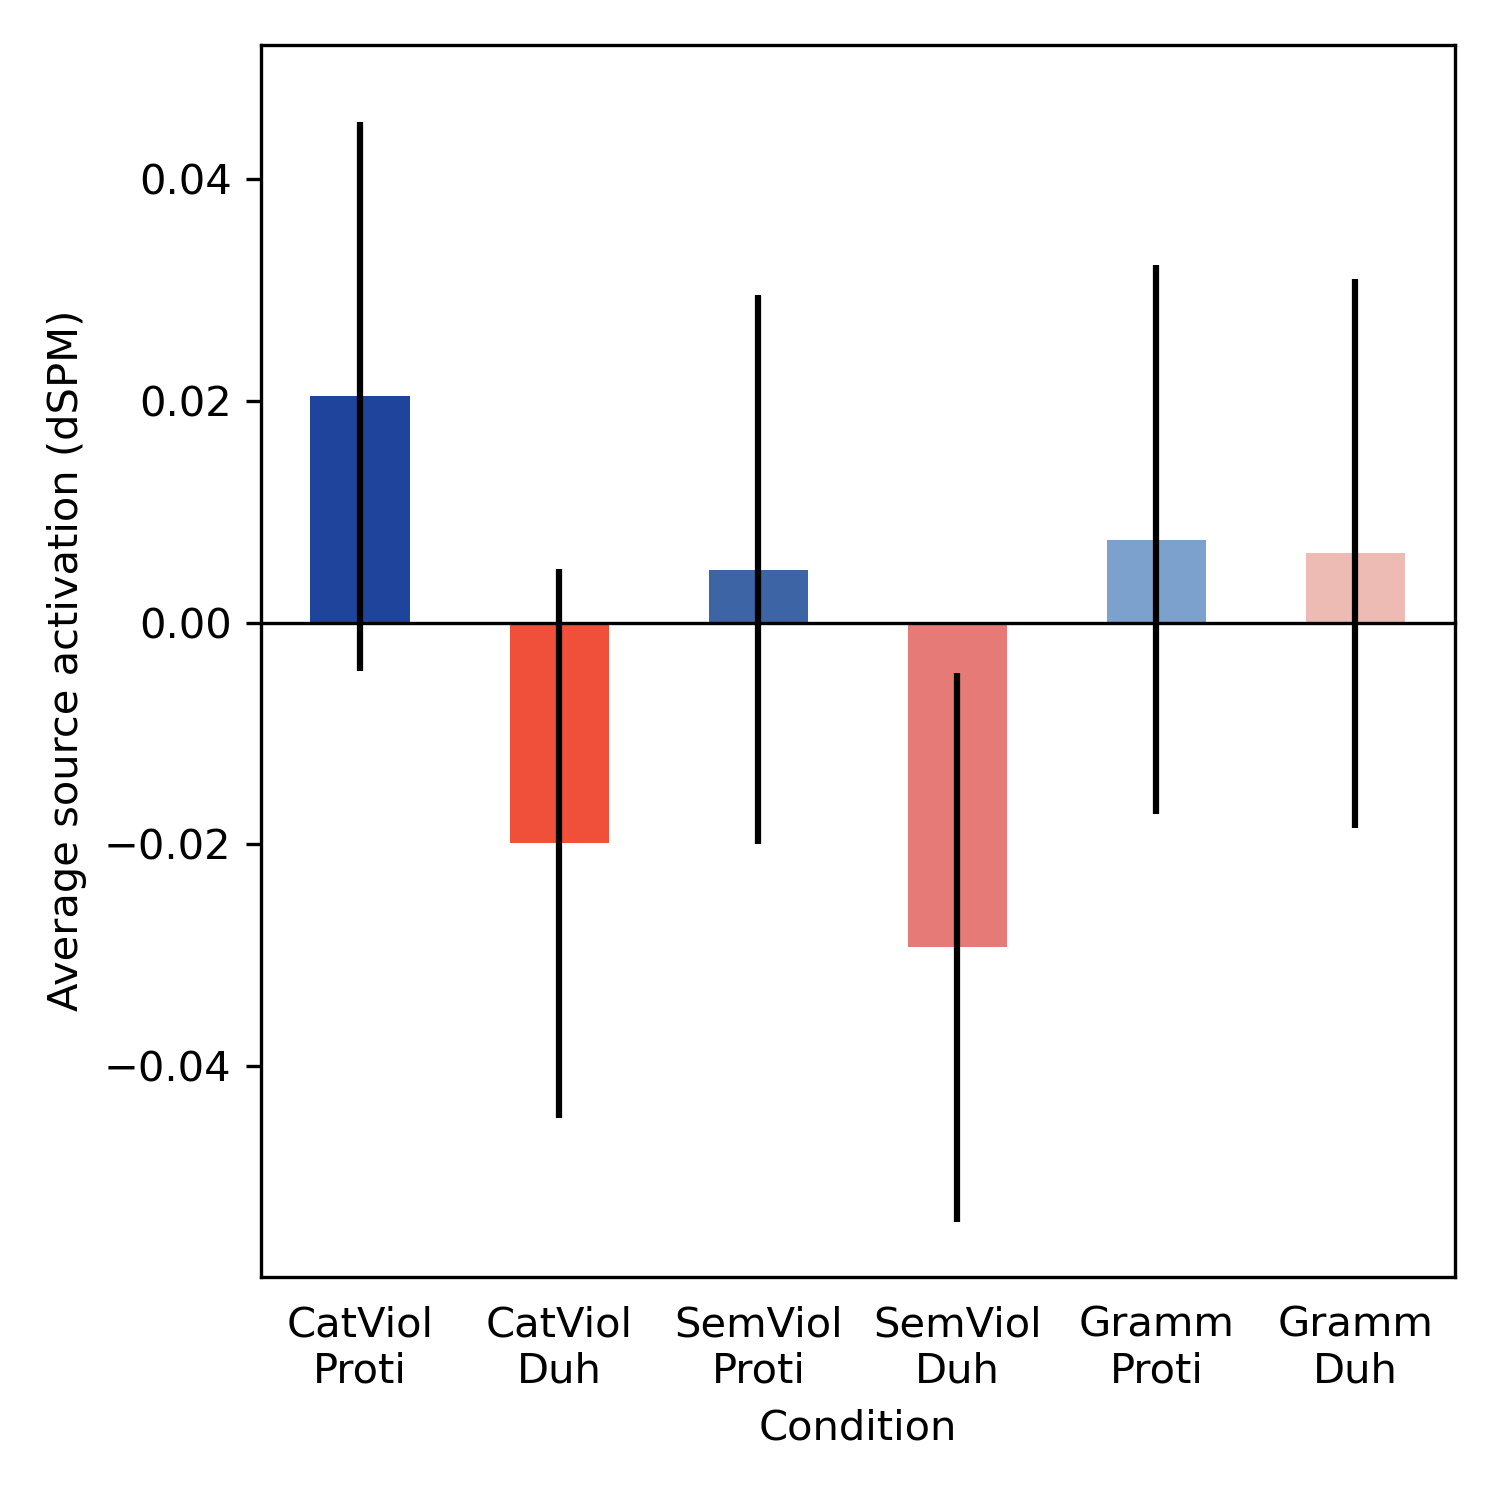 0.04
0.02
0.00
−0.02
−0.04
Average source activation (dSPM)
CatViol
Proti
CatViol
Duh
SemViol
Proti
SemViol
Duh
Gramm
Proti
Gramm
Duh
Condition